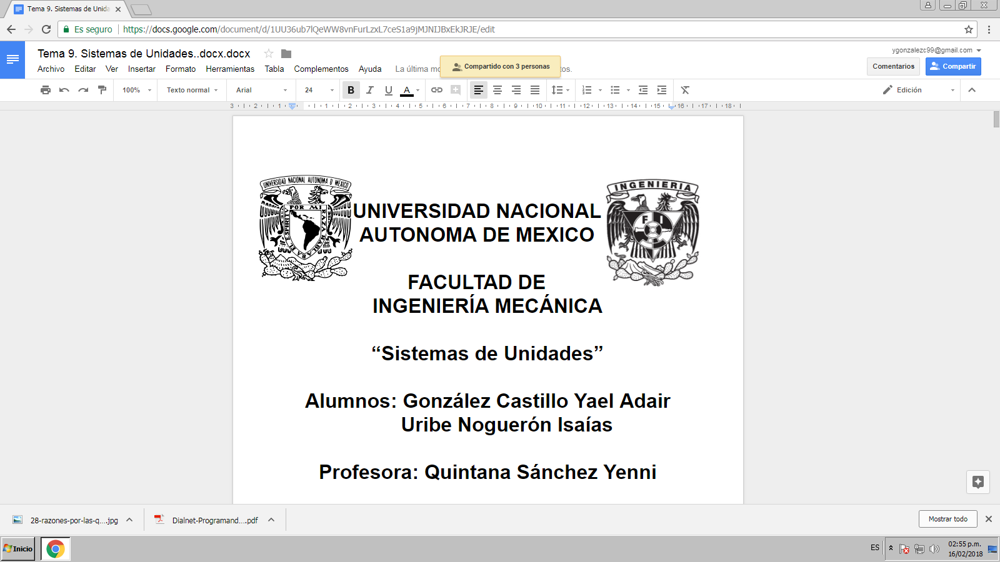 Tema 9. Sistemas de Unida
Es seguro
https://docs.google.com/document/d/1UU36ub7lQeWW8vnFurLzxL7ceS1a9jMJNIJBxEkJRJE/edit
Tema 9. Sistemas de Unidades..docx.docx
ygonzalezc99@gmail.com
Archivo Editar Ver Insertar Formato Herramientas Tabla Complementos Ayuda La última mo
Compartido con 3 personas
tos.
Comentarios
Compartir
100% Texto normal Arial 24 B I U A Edición
3 2 1 1 2 3 4 5 6 7 8 9 10 11 12 13 14 15 16 17 18
UNIVERSIDAD NACIONAL AUTONOMA D MEXICO
POR MI RAZA HABLARA EL ESPIRITU
INGENIERIA
F I
UNIVERSIDAD NACIONAL
AUTONOMA DE MEXICO
FACULTAD DE
INGENIERÍA MECÁNICA
“Sistemas de Unidades”
Alumnos: González Castillo Yael Adair
Uribe Noguerón Isaías
Profesora: Quintana Sánchez Yenni
28-razones-por-las-q....jpg
Dialnet-Programand....pdf
Mostrar todo
Inicio
ES
02:55 p.m.
16/02/2018